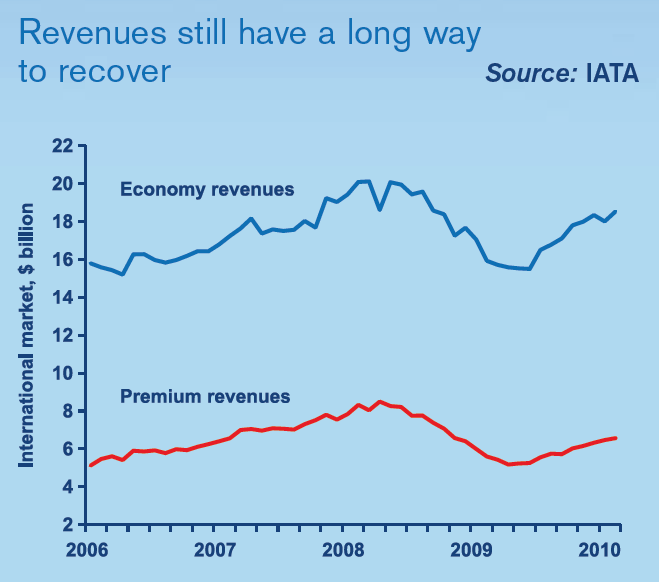 Revenues still have a long way
to recover
Source: IATA
International market, $ billion
22
20
18
16
14
12
10
8
6
4
2
Economy revenues
Premium revenues
2006
2007
2008
2009
2010